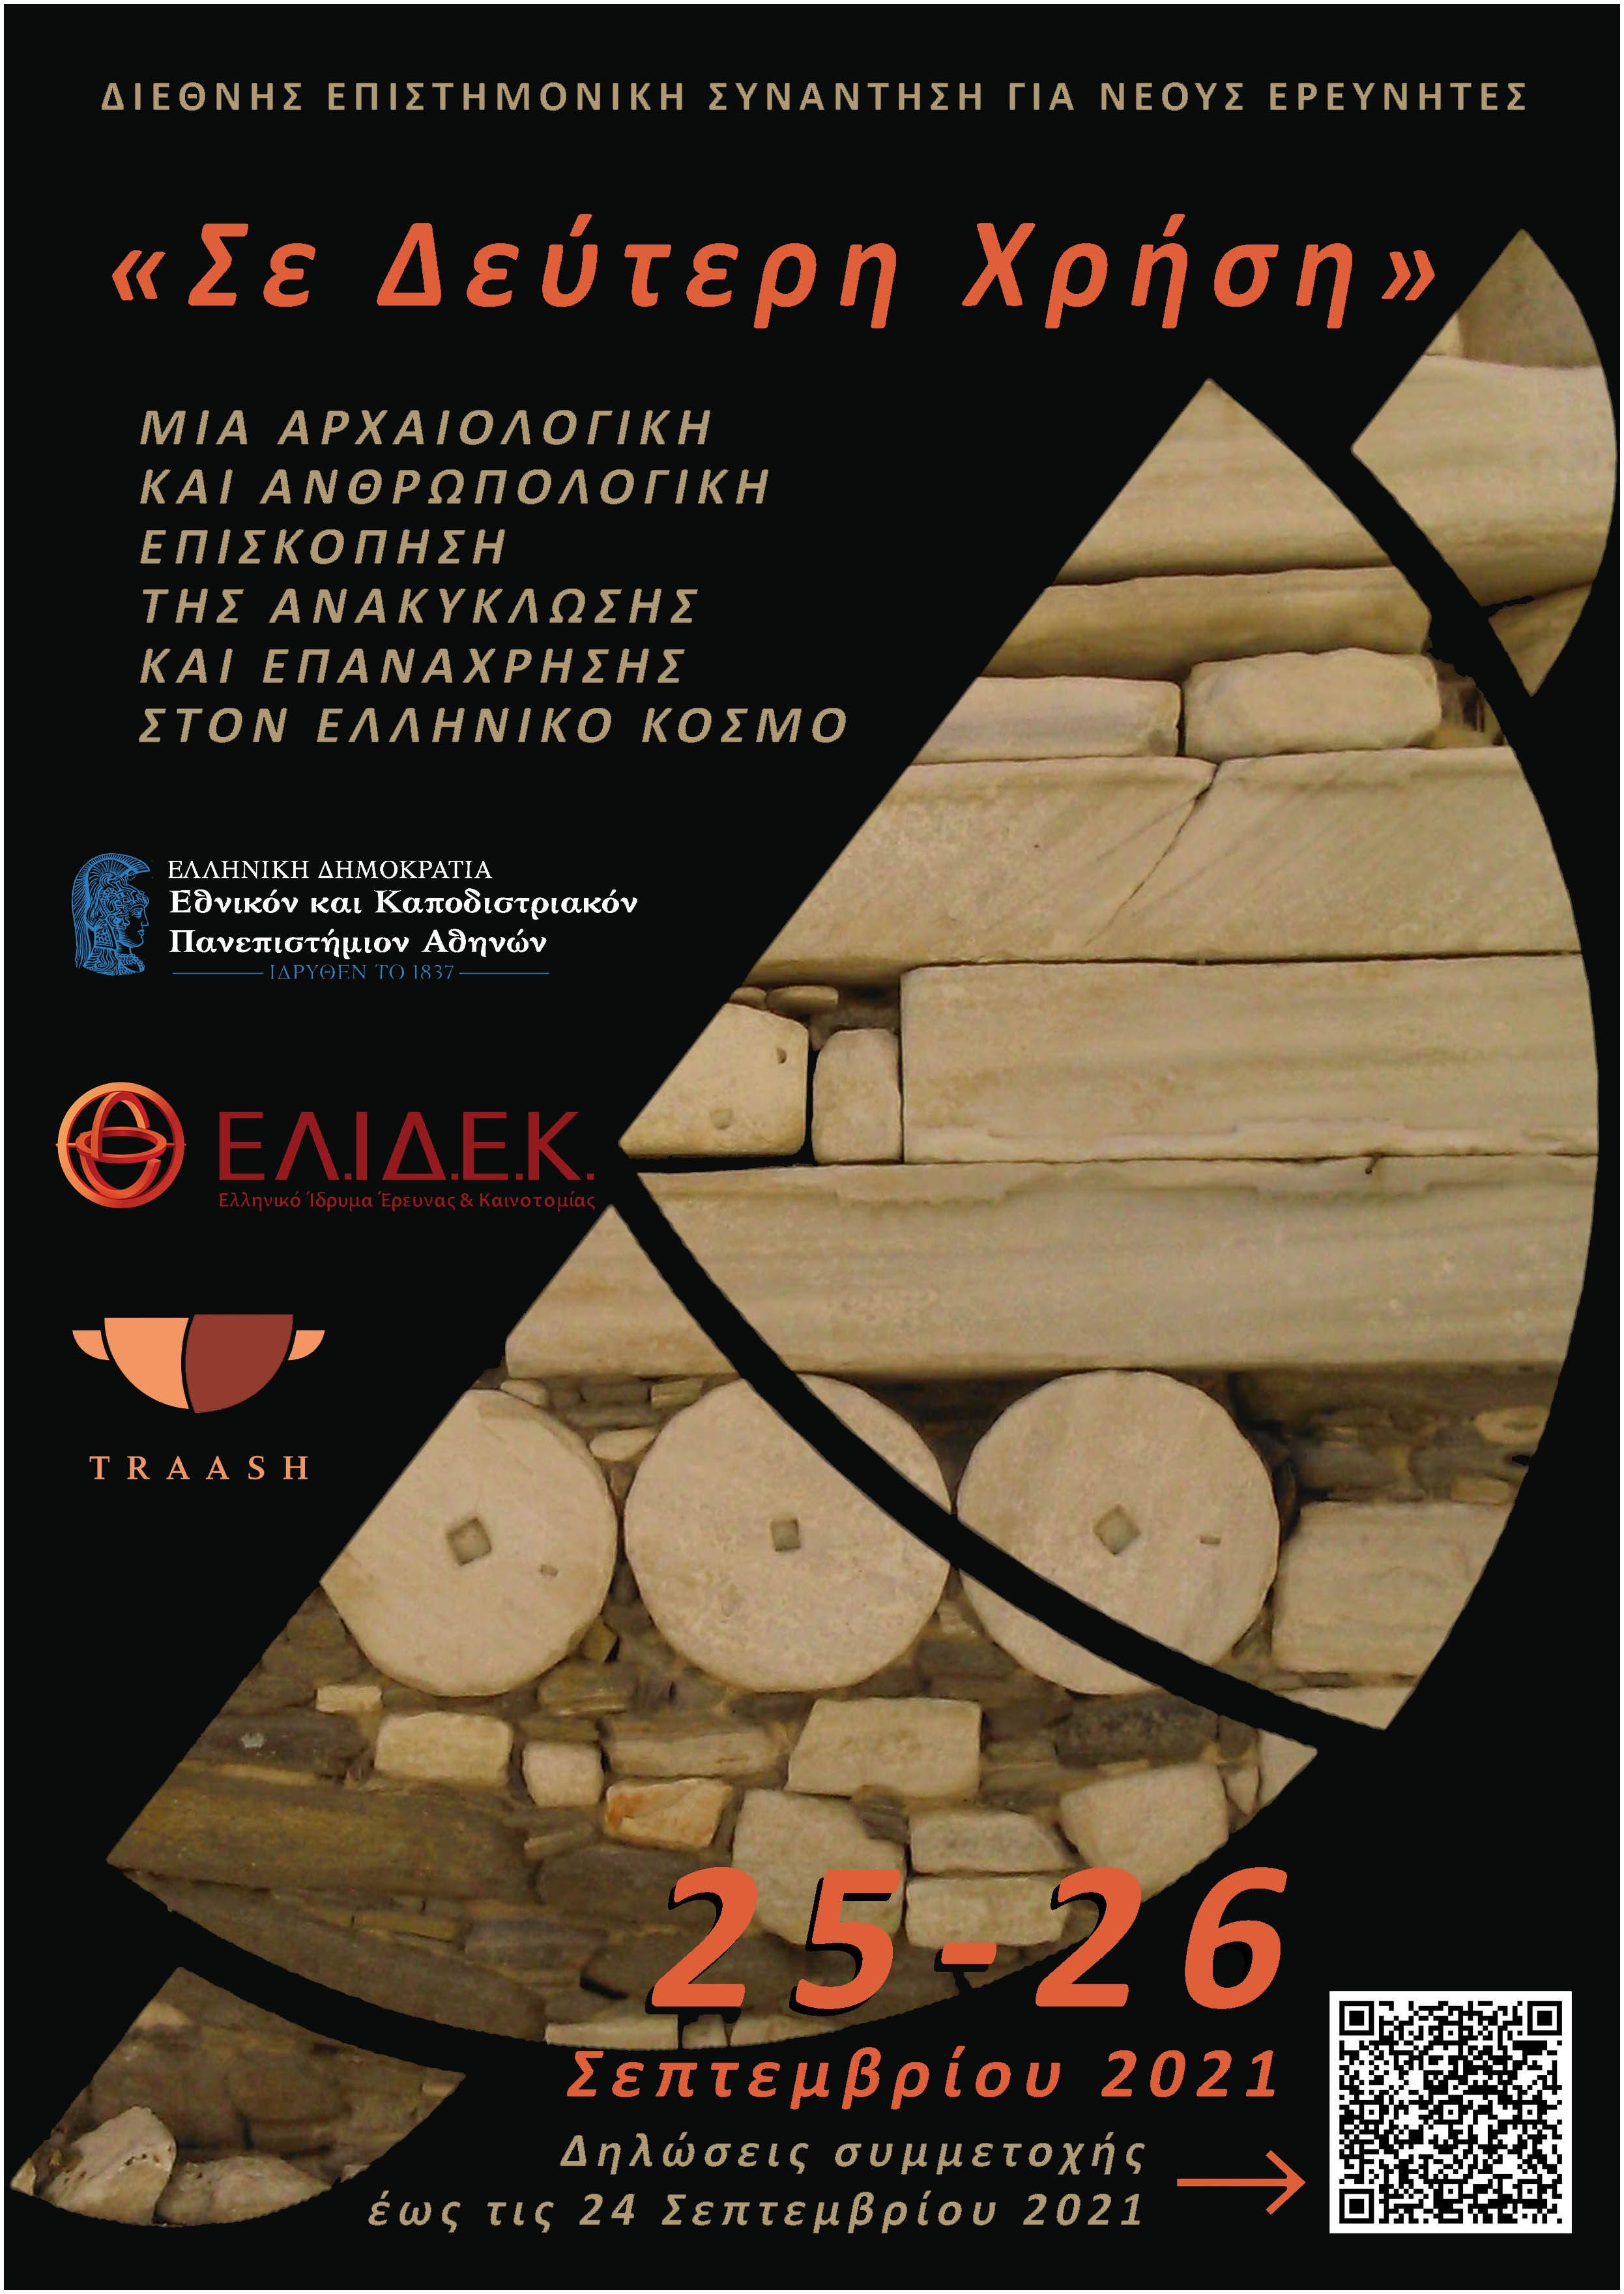 ΔΙΕΘΝΗΣ ΕΠΙΣΤΗΜΟΝΙΚΗ ΣΥΝΑΝΤΗΣΗ ΓΙΑ ΝΕΟΥΣ ΕΡΕΥΝΗΤΕΣ
«Σε Δεύτερη Χρήση»
ΜΙΑ ΑΡΧΑΙΟΛΟΓΙΚΗ
ΚΑΙ ΑΝΘΡΩΠΟΛΟΓΙΚΗ
ΕΠΙΣΚΟΠΗΣΗ
ΤΗΣ ΑΝΑΚΥΚΛΩΣΗΣ
ΚΑΙ ΕΠΑΝΑΧΡΗΣΗΣ
ΣΤΟΝ ΕΛΛΗΝΙΚΟ ΚΟΣΜΟ
ΕΛΛΗΝΙΚΗ ΔΗΜΟΚΡΑΤΙΑ
Εθνικόν και Καποδιστριακόν
Πανεπιστήμιον Αθηνών
ΙΔΡΥΘΕΝ ΤΟ 1837
ΕΛ.ΙΔ.Ε.Κ.
Ελληνικό Ίδρυμα Έρευνας & Καινοτομίας
TRAASH
25-26
Σεπτεμβρίου 2021
Δηλώσεις συμμετοχής
έως τις 24 Σεπτεμβρίου 2021